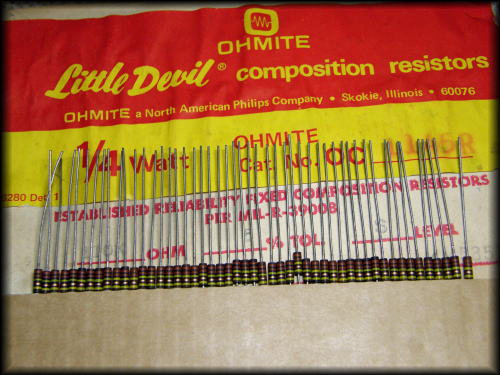 OHMITE
Little Devil® composition resistors
OHMITE a North American Philips Company • Skokie, Illinois • 60076
OHMITE
1/4 Watt Cat. No. OO
ESTABLISHED RELIABILITY FIXED COMPOSITION RESISTORS
PER MIL-R-39008
OHM % TOL. S LEVEL